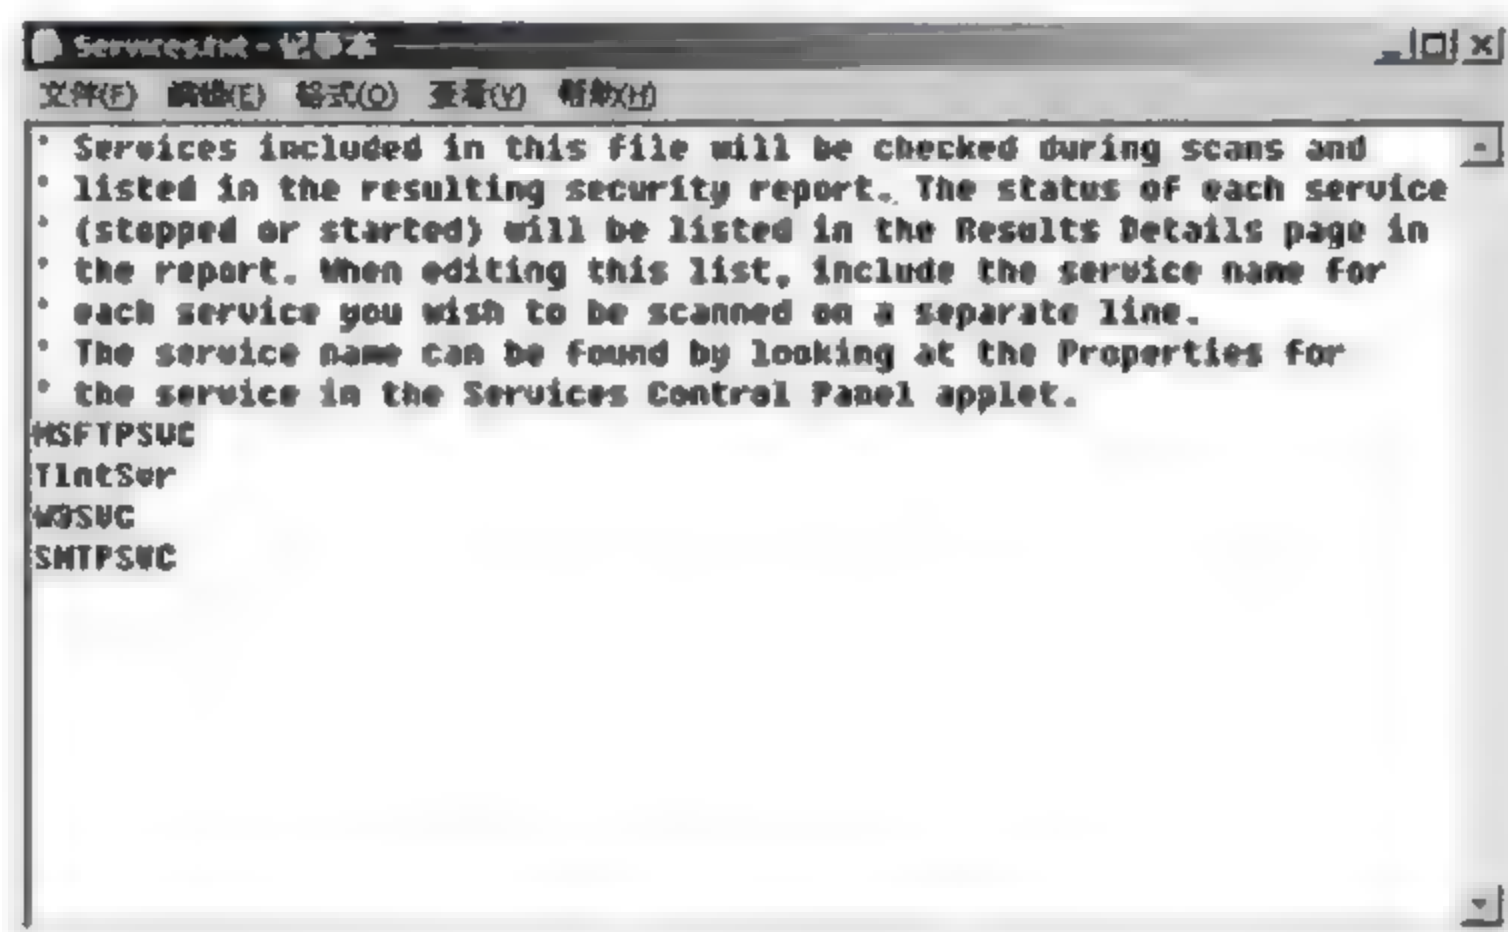 Services.txt - 记事本
文件(F) 编辑(E) 格式(O) 查看(V) 帮助(H)
' Services included in this file will be checked during scans and
' listed in the resulting security report. The status of each service
' (stopped or started) will be listed in the Results Details page in
' the report. When editing this list, include the service name for
' each service you wish to be scanned on a separate line.
' The service name can be found by looking at the Properties for
' the service in the Services Control Panel applet.
MSFTPSVC
TlntSvr
W3SVC
SMTPSVC